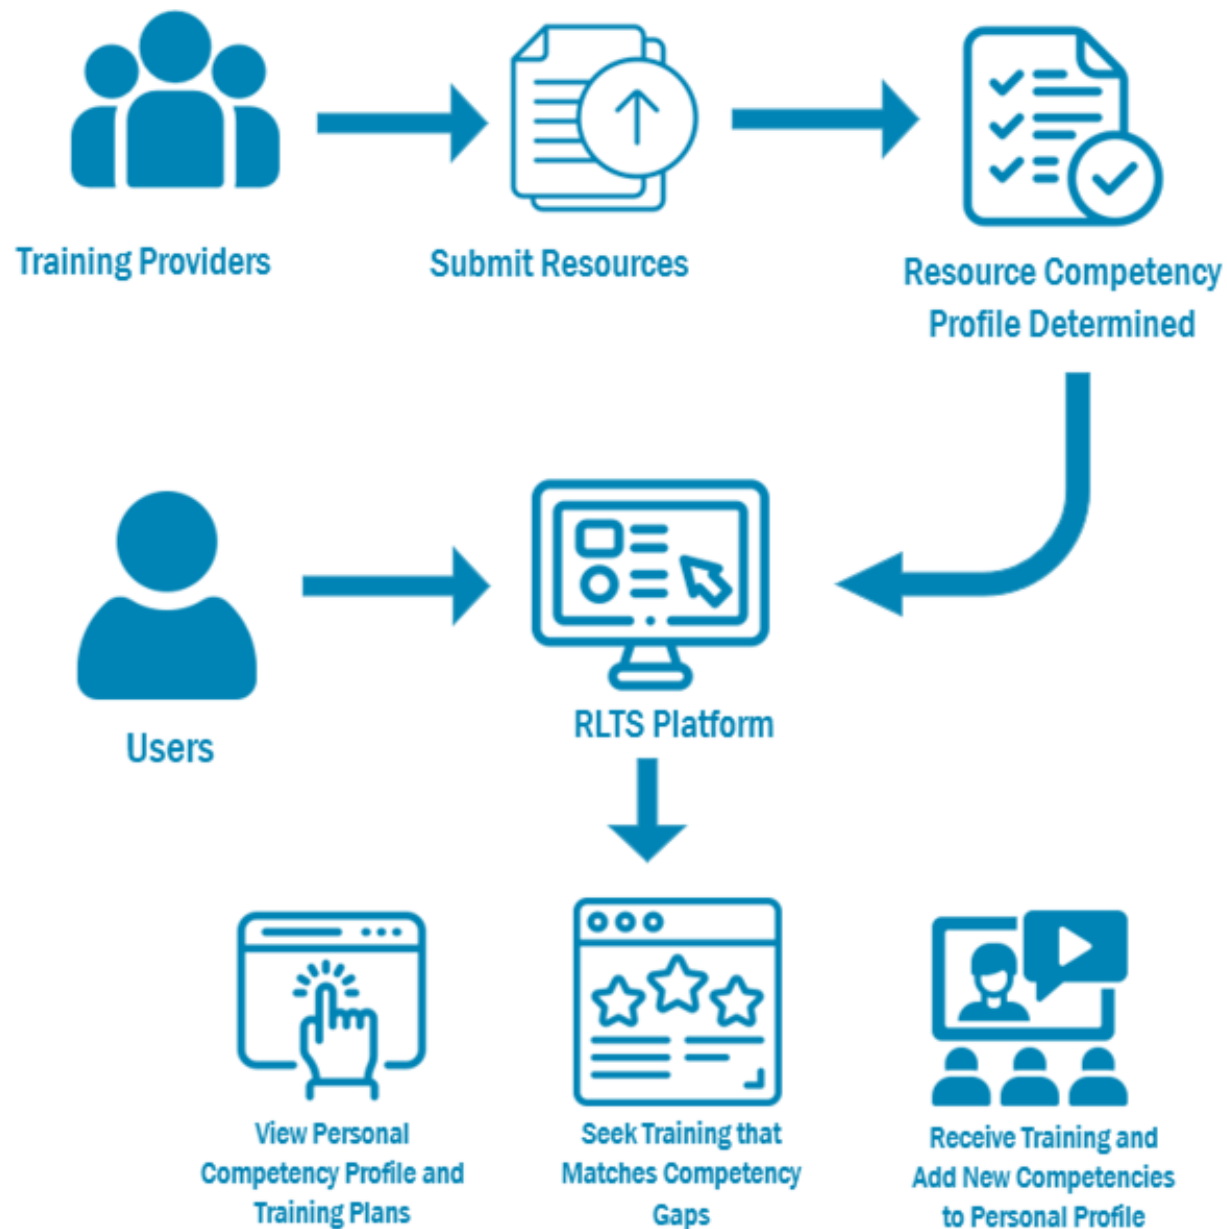 Training Providers
Submit Resources
Resource Competency
Profile Determined
Users
RLTS Platform
View Personal
Competency Profile and
Training Plans
Seek Training that
Matches Competency
Gaps
Receive Training and
Add New Competencies
to Personal Profile